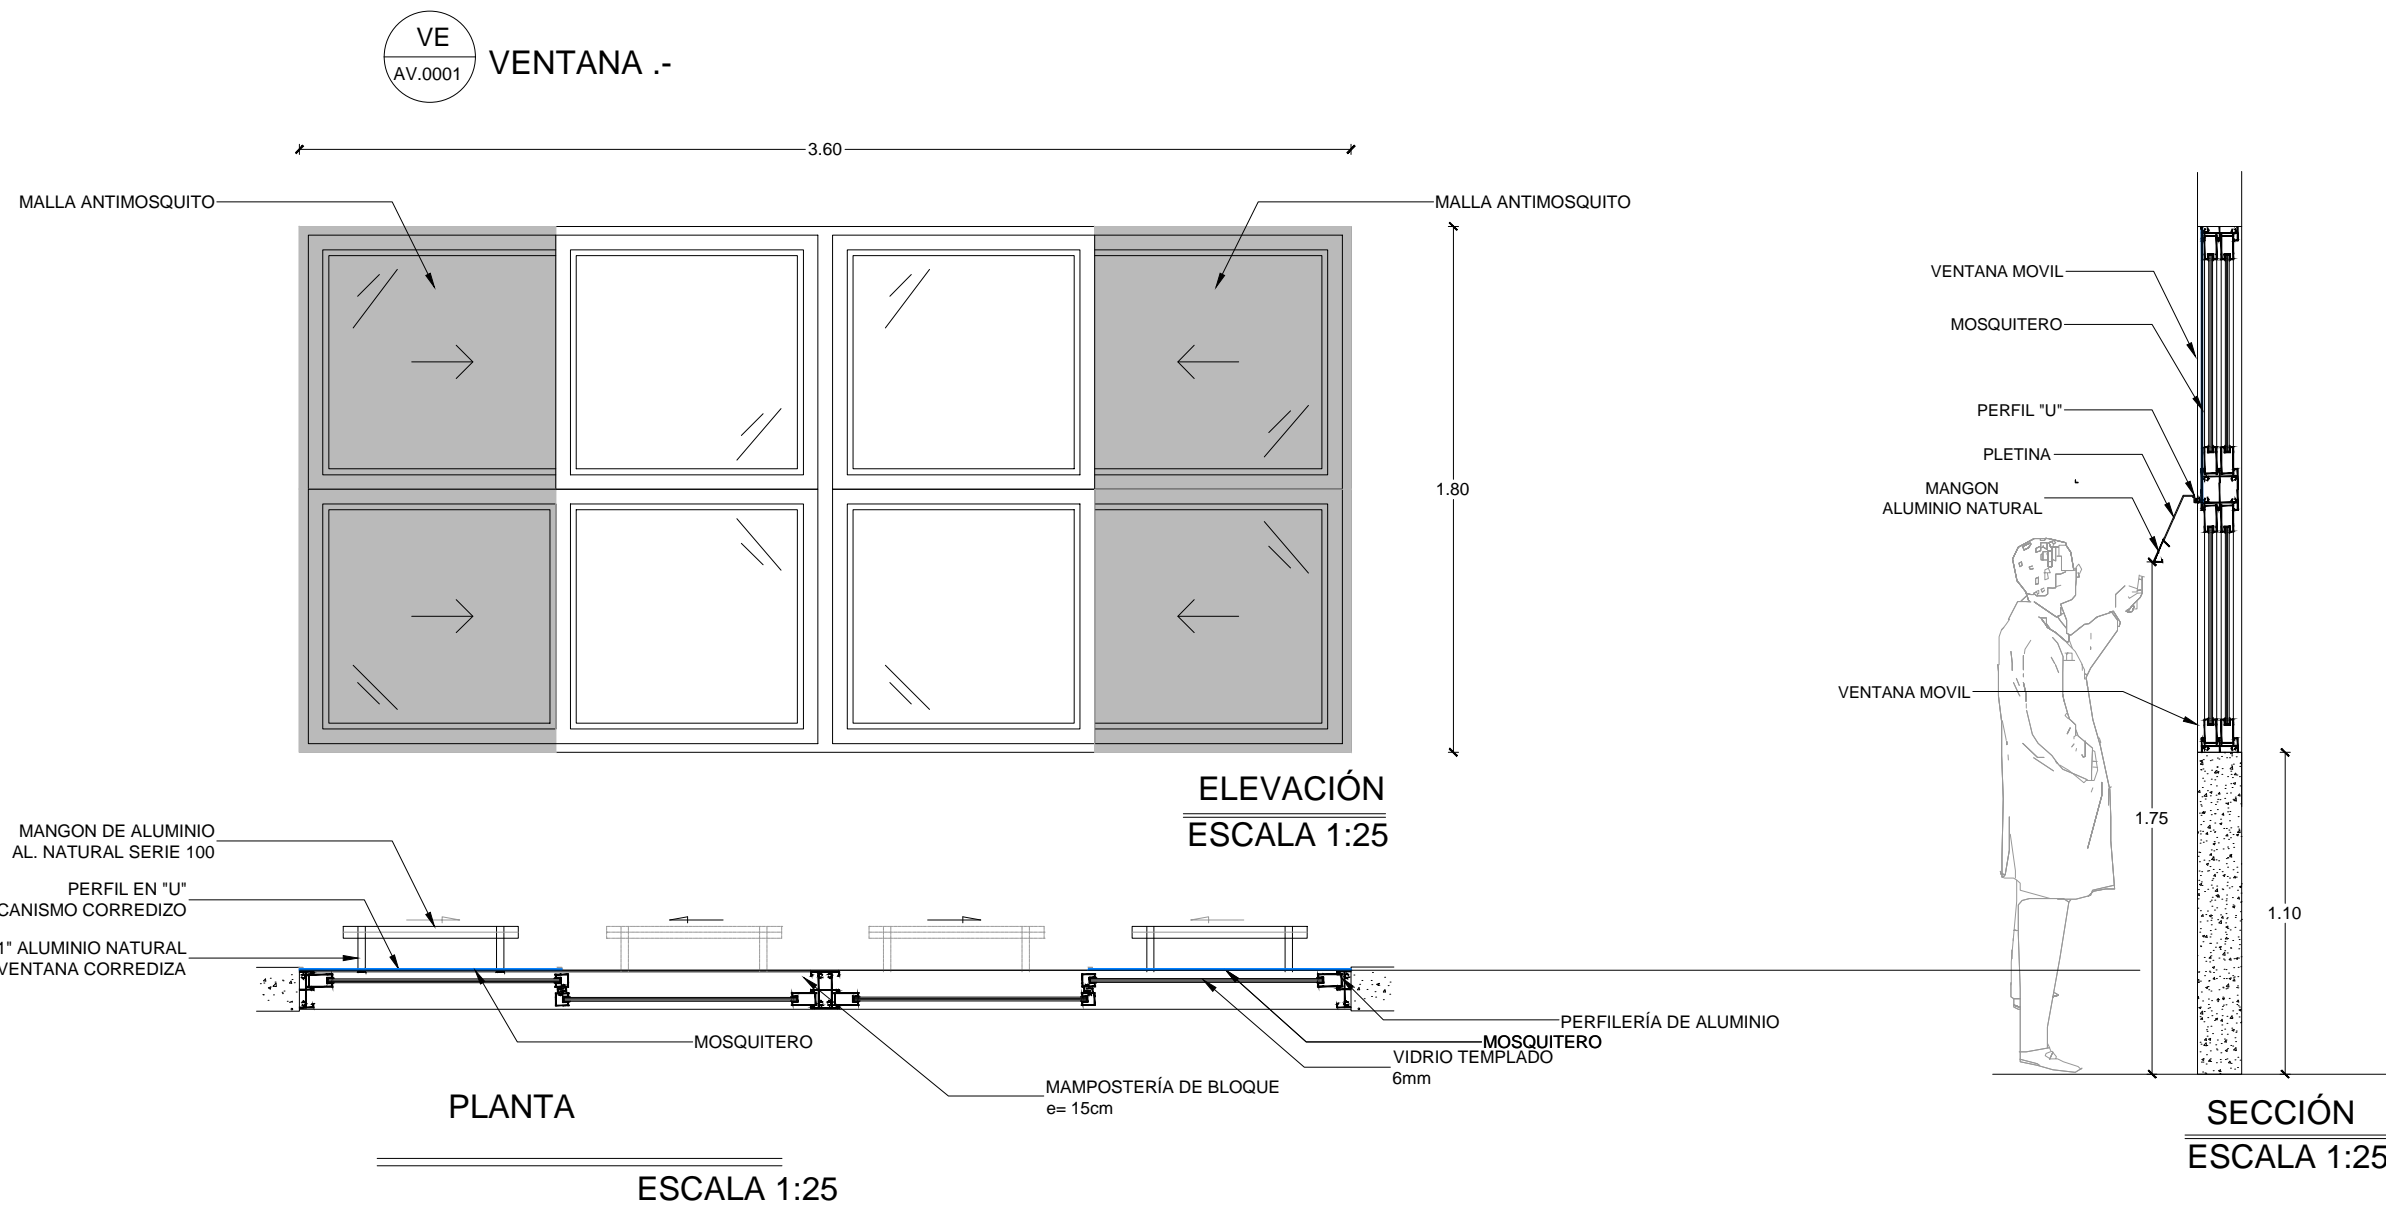 VE
AV.0001
VENTANA .-
3.60
MALLA ANTIMOSQUITO
MALLA ANTIMOSQUITO
1.80
ELEVACIÓN
ESCALA 1:25
MANGON DE ALUMINIO
AL. NATURAL SERIE 100
PERFIL EN "U"
CANISMO CORREDIZO
1" ALUMINIO NATURAL
VENTANA CORREDIZA
MOSQUITERO
PERFILERÍA DE ALUMINIO
MOSQUITERO
VIDRIO TEMPLADO
6mm
MAMPOSTERÍA DE BLOQUE
e= 15cm
PLANTA
ESCALA 1:25
VENTANA MOVIL
MOSQUITERO
PERFIL "U"
PLETINA
MANGON
ALUMINIO NATURAL
VENTANA MOVIL
1.75
1.10
SECCIÓN
ESCALA 1:25